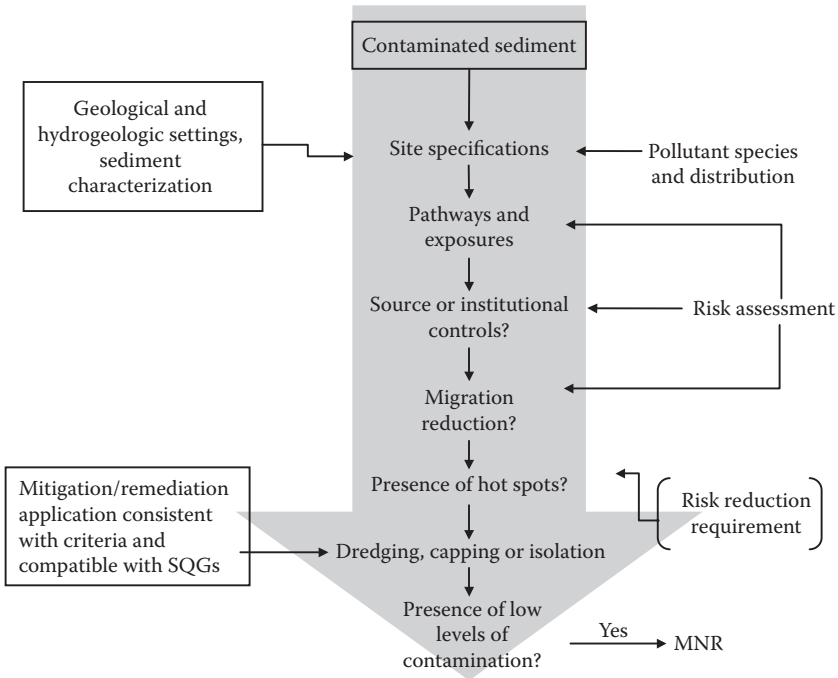 Contaminated sediment
Geological and
hydrogeologic settings,
sediment
characterization
Site specifications
Pollutant species
and distribution
Pathways and
exposures
Source or institutional
controls?
Risk assessment
Migration
reduction?
Presence of hot spots?
Risk reduction
requirement
Mitigation/remediation
application consistent
with criteria and
compatible with SQGs
Dredging, capping or isolation
Presence of low
levels of
contamination?
Yes
MNR